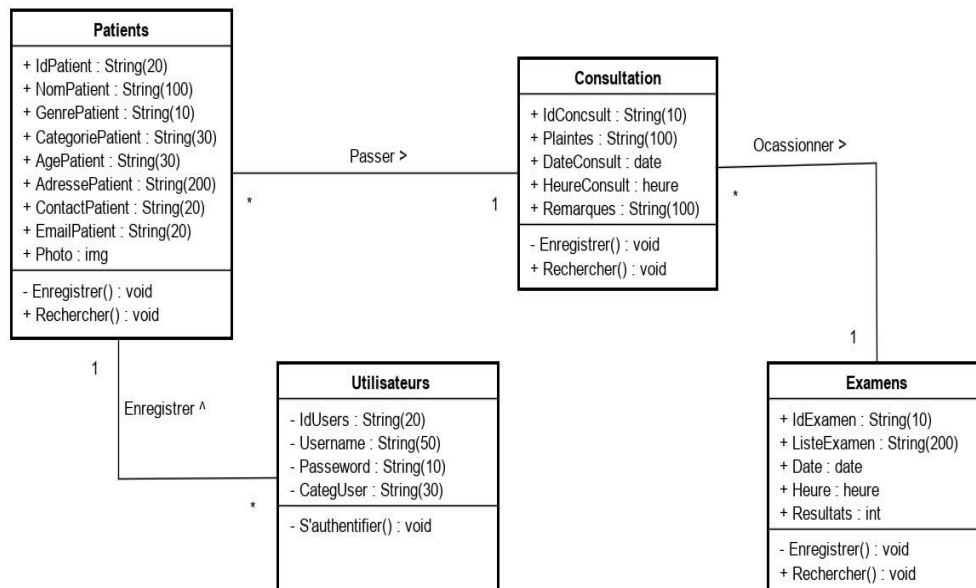 Patients
+ IdPatient : String(20)
+ NomPatient : String(100)
+ GenrePatient : String(10)
+ CategoriePatient : String(30)
+ AgePatient : String(30)
+ AdressePatient : String(200)
+ ContactPatient : String(20)
+ EmailPatient : String(20)
+ Photo : img
- Enregistrer() : void
+ Rechercher() : void
Passer >
*
1
Consultation
+ IdConcsult : String(10)
+ Plaintes : String(100)
+ DateConsult : date
+ HeureConsult : heure
+ Remarques : String(100)
- Enregistrer() : void
+ Rechercher() : void
Ocassionner >
*
1
1
Enregistrer ^
*
Utilisateurs
- IdUsers : String(20)
- Username : String(50)
- Passeword : String(10)
- CategUser : String(30)
- S'authentifier() : void
Examens
+ IdExamen : String(10)
+ ListeExamen : String(200)
+ Date : date
+ Heure : heure
+ Resultats : int
- Enregistrer() : void
+ Rechercher() : void